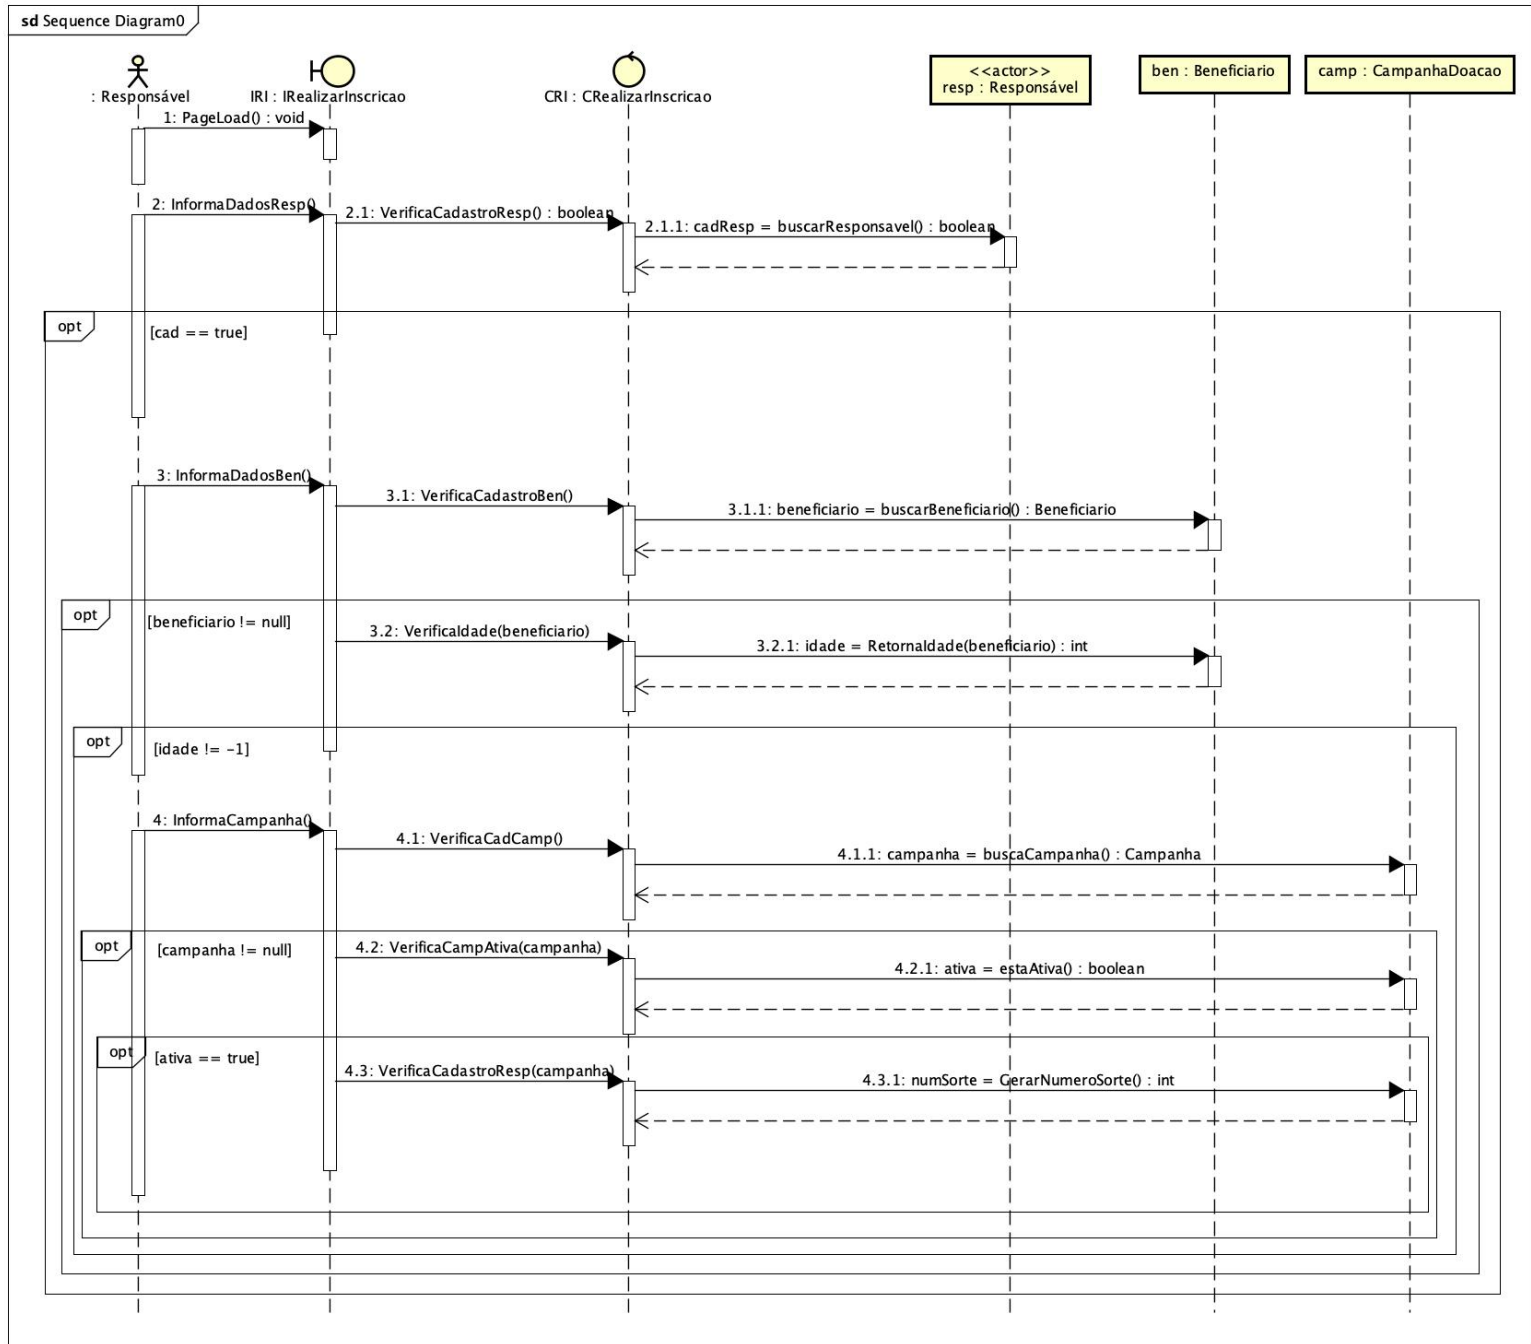 sd Sequence Diagram0
: Responsável
IRI : IRealizarInscricao
CRI : CRealizarInscricao
<<actor>>
resp : Responsável
ben : Beneficiario
camp : CampanhaDoacao
1: PageLoad() : void
2: InformaDadosResp()
2.1: VerificaCadastroResp() : boolean
2.1.1: cadResp = buscarResponsavel() : boolean
opt
[cad == true]
3: InformaDadosBen()
3.1: VerificaCadastroBen()
3.1.1: beneficiario = buscarBeneficiario() : Beneficiario
opt
[beneficiario != null]
3.2: VerificaIdade(beneficiario)
3.2.1: idade = RetornaIdade(beneficiario) : int
opt
[idade != -1]
4: InformaCampanha()
4.1: VerificaCadCamp()
4.1.1: campanha = buscaCampanha() : Campanha
opt
[campanha != null]
4.2: VerificaCampAtiva(campanha)
4.2.1: ativa = estaAtiva() : boolean
opt
[ativa == true]
4.3: VerificaCadastroResp(campanha)
4.3.1: numSorte = GerarNumeroSorte() : int